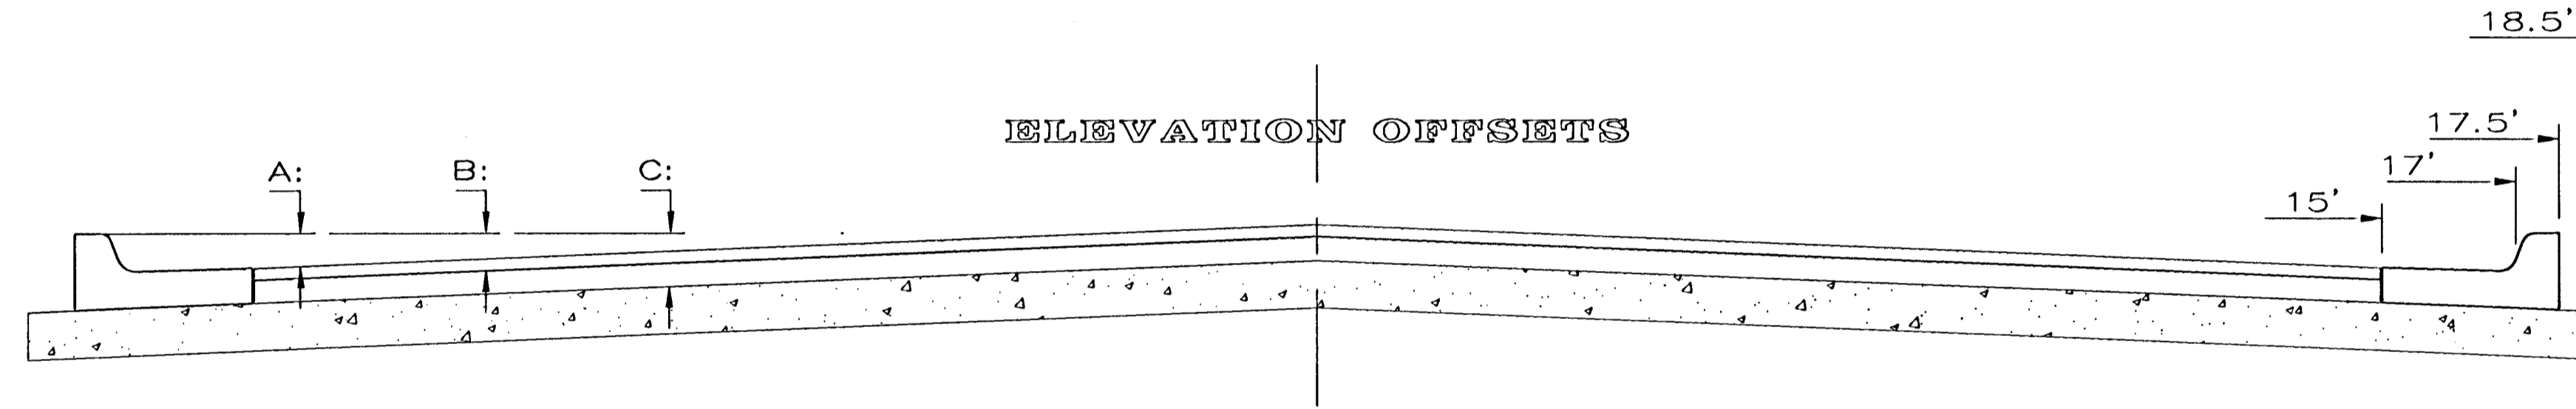 18.5'
ELEVATION OFFSETS
17.5'
A: B: C:
17'
15'